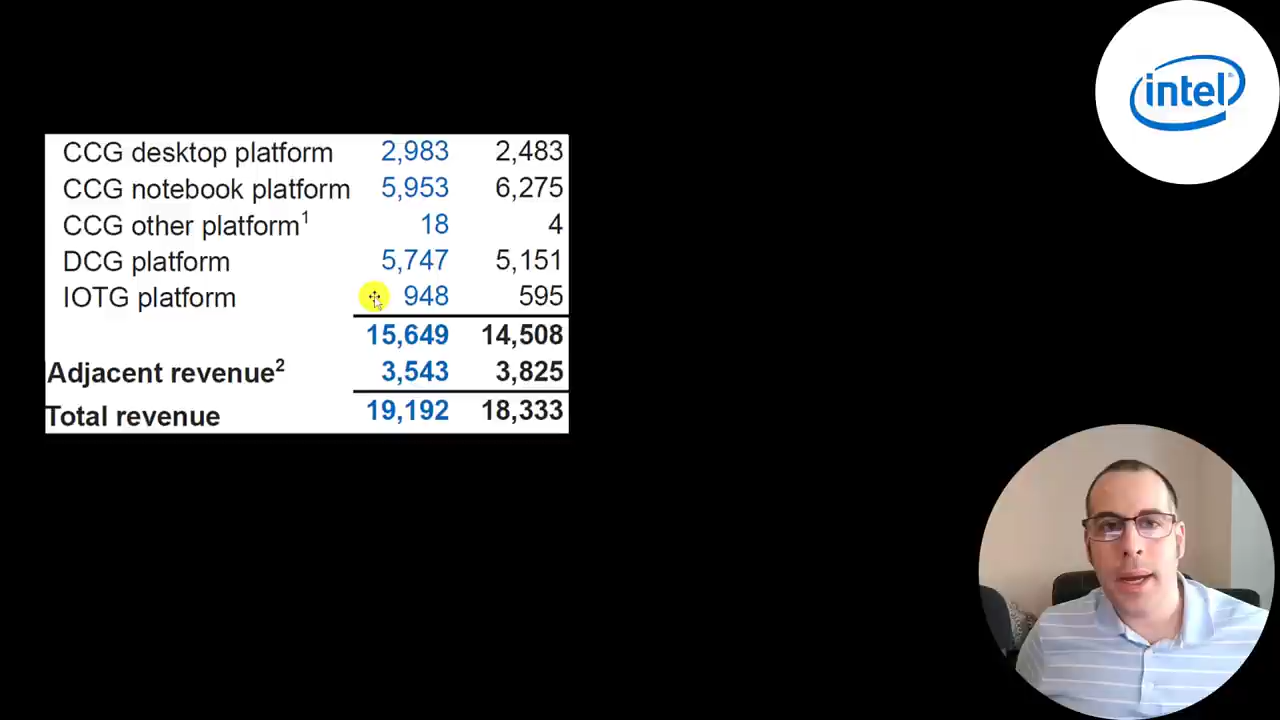 intel
CCG desktop platform 2,983 2,483
CCG notebook platform 5,953 6,275
CCG other platform1 18 4
DCG platform 5,747 5,151
IOTG platform 948 595
15,649 14,508
Adjacent revenue2 3,543 3,825
Total revenue 19,192 18,333